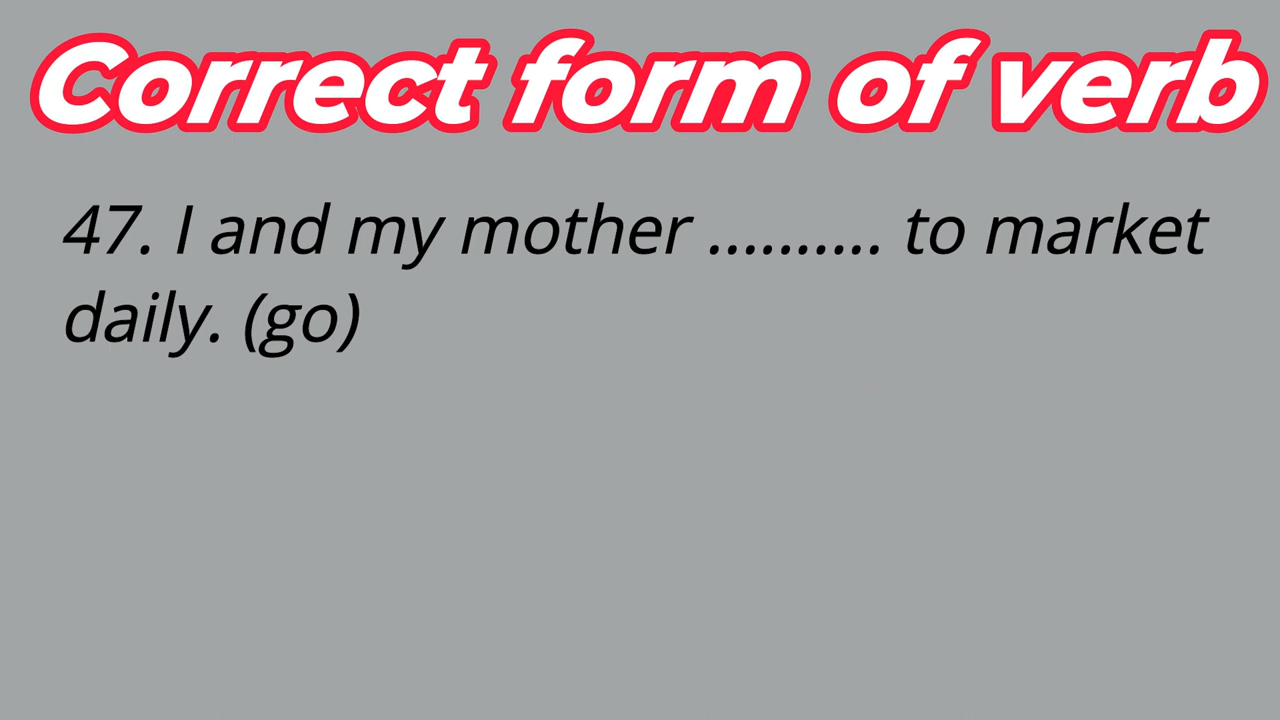 Correct form of verb
47. I and my mother .......... to market
daily. (go)